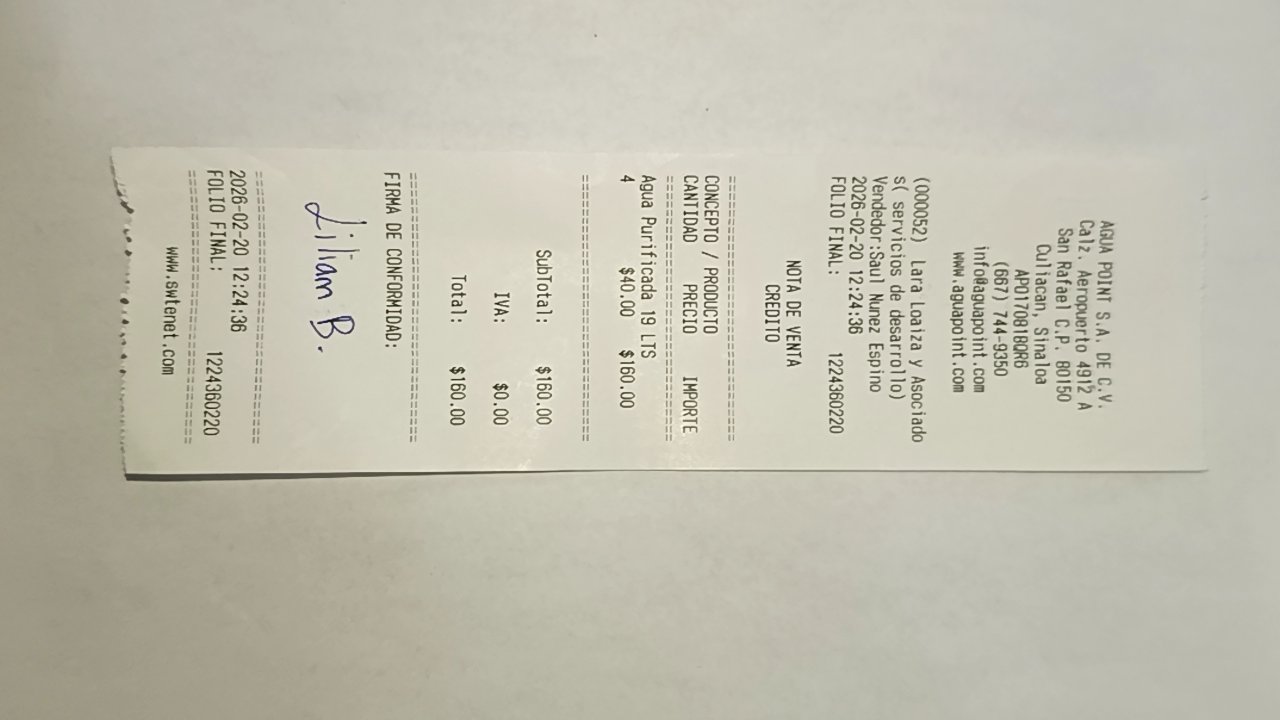 AGUA POINT S.A. DE C.V.
Calz. Aeropuerto 4912 A
San Rafael C.P. 80150
Culiacan, Sinaloa
APO170818QR6
(667) 744-9350
info@aguapoint.com
www.aguapoint.com
(000052) Lara Loaiza y Asociado
s( servicios de desarrollo)
Vendedor:Saul Nunez Espino
2026-02-20 12:24:36
FOLIO FINAL: 1224360220
NOTA DE VENTA
CREDITO
CONCEPTO / PRODUCTO
CANTIDAD PRECIO IMPORTE
Agua Purificada 19 LTS
4 $40.00 $160.00
SubTotal: $160.00
IVA: $0.00
Total: $160.00
FIRMA DE CONFORMIDAD:
Lilian B.
2026-02-20 12:24:36
FOLIO FINAL: 1224360220
www.swtenet.com